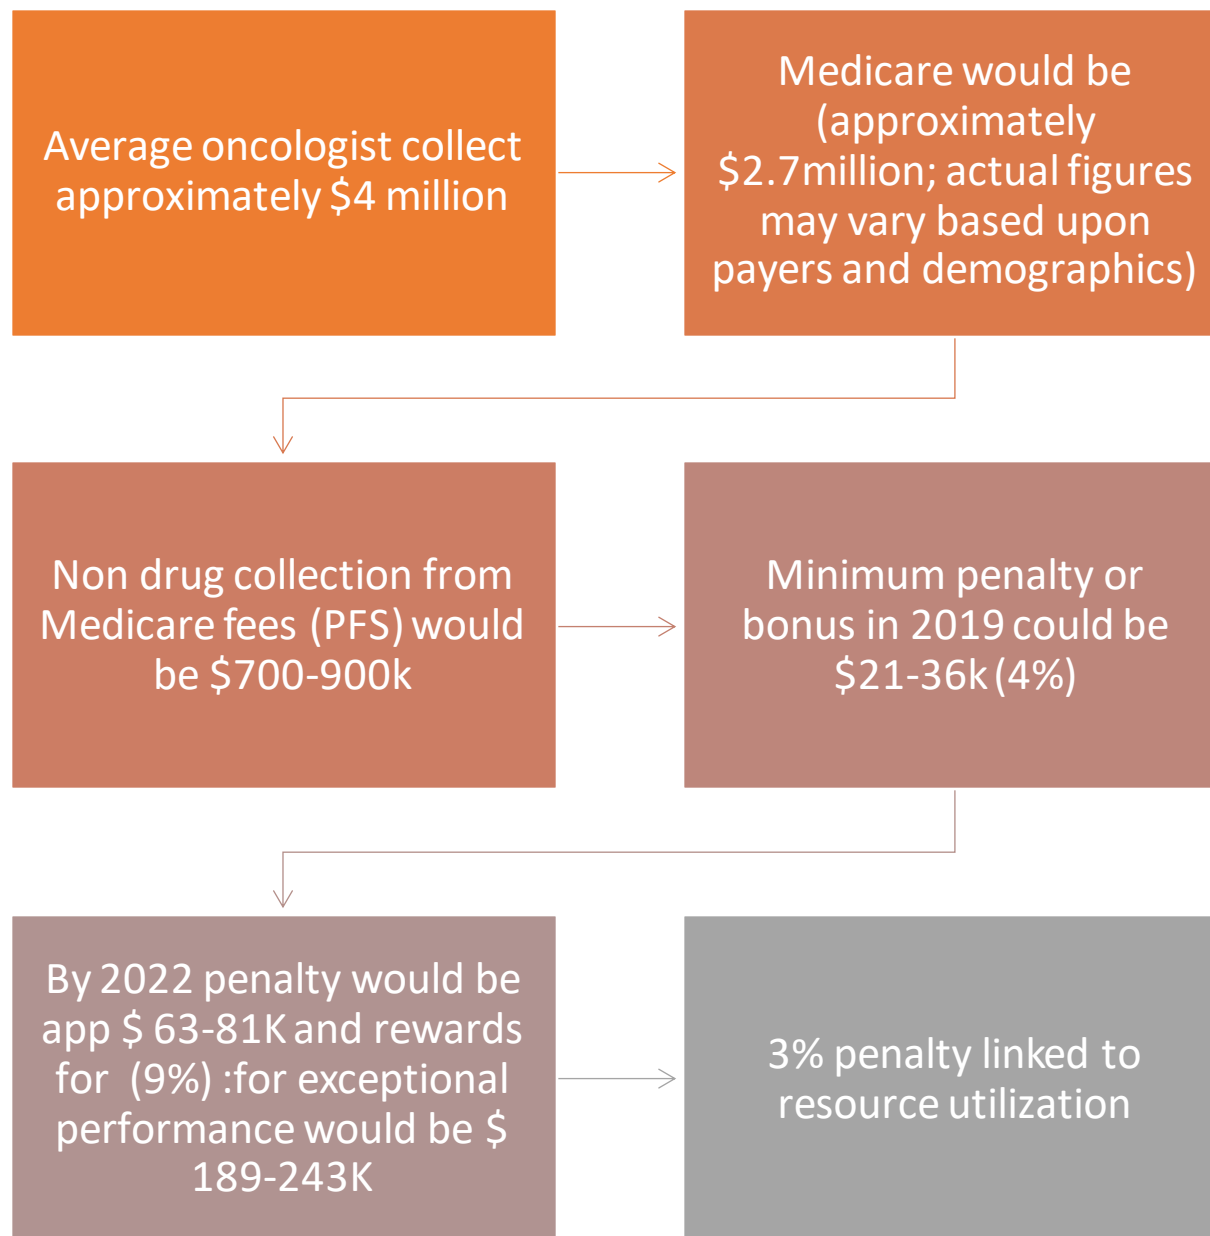 Average oncologist collect
approximately $4 million
Medicare would be
(approximately
$2.7million; actual figures
may vary based upon
payers and demographics)
Non drug collection from
Medicare fees (PFS) would
be $700-900k
Minimum penalty or
bonus in 2019 could be
$21-36k (4%)
By 2022 penalty would be
app $ 63-81K and rewards
for (9%) :for exceptional
performance would be $
189-243K
3% penalty linked to
resource utilization